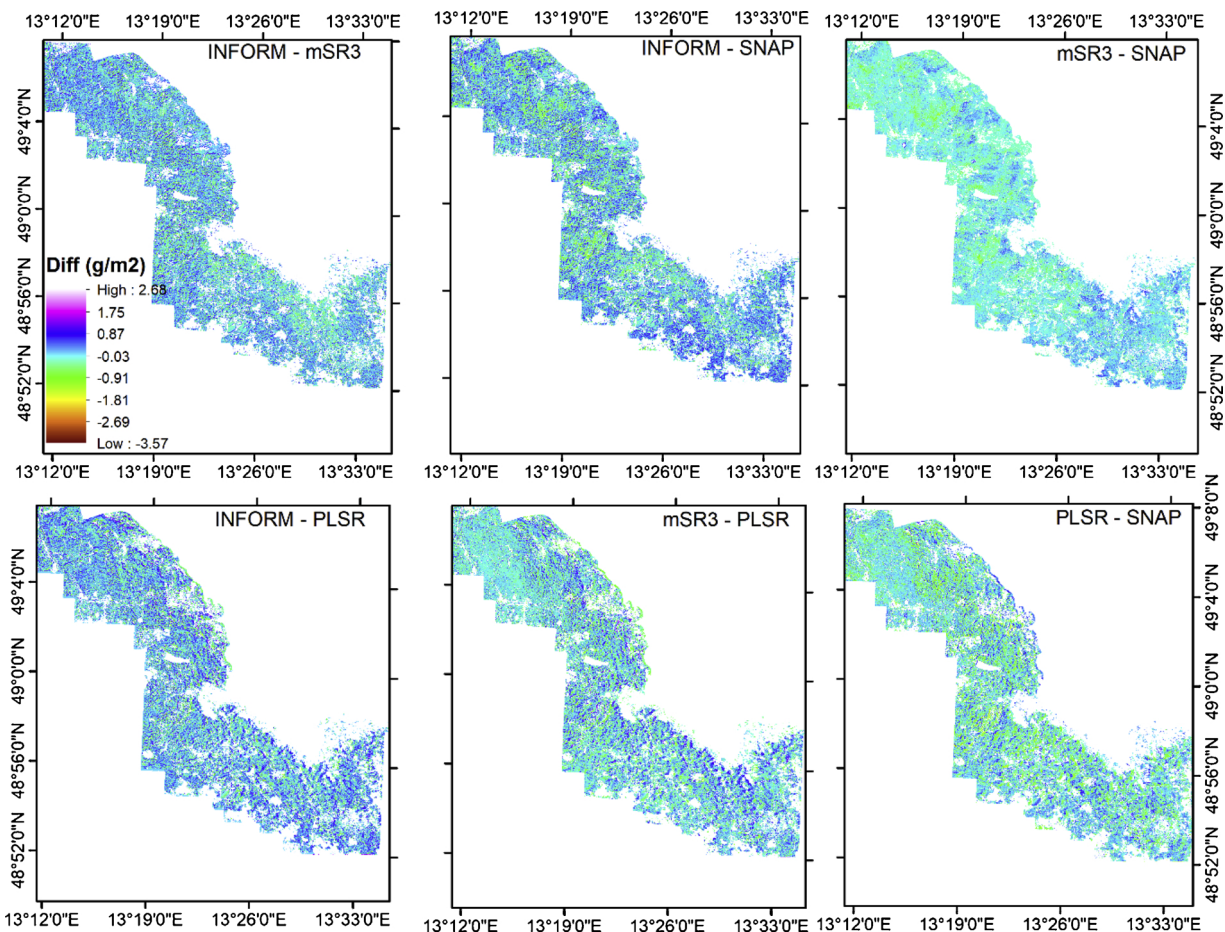 13°12'0"E 13°19'0"E 13°26'0"E 13°33'0"E 13°12'0"E 13°19'0"E 13°26'0"E 13°33'0"E 13°12'0"E 13°19'0"E 13°26'0"E 13°33'0"E
INFORM - mSR3
INFORM - SNAP
mSR3 - SNAP
49°4'0"N
49°0'0"N
48°56'0"N
48°52'0"N
49°4'0"N
49°0'0"N
48°56'0"N
48°52'0"N
Diff (g/m2)
High : 2.68
1.75
0.87
-0.03
-0.91
-1.81
-2.69
Low : -3.57
13°12'0"E 13°19'0"E 13°26'0"E 13°33'0"E 13°12'0"E 13°19'0"E 13°26'0"E 13°33'0"E 13°12'0"E 13°19'0"E 13°26'0"E 13°33'0"E
INFORM - PLSR
mSR3 - PLSR
PLSR - SNAP
49°4'0"N
49°0'0"N
48°56'0"N
48°52'0"N
49°8'0"N
49°4'0"N
49°0'0"N
48°56'0"N
48°52'0"N
13°12'0"E 13°19'0"E 13°26'0"E 13°33'0"E 13°12'0"E 13°19'0"E 13°26'0"E 13°33'0"E 13°12'0"E 13°19'0"E 13°26'0"E 13°33'0"E